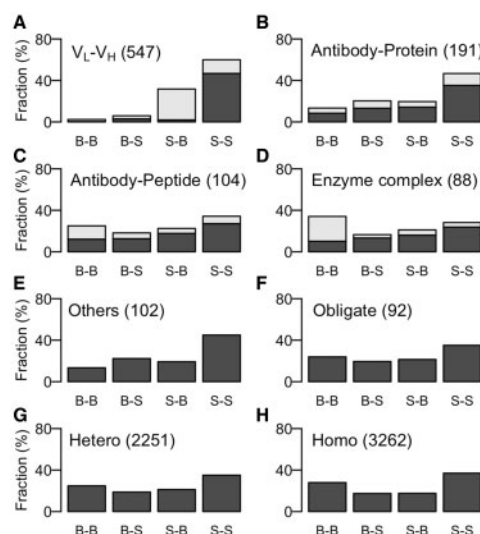 A
B
V_L-V_H (547)
Antibody-Protein (191)
Fraction (%)
80
40
0
B-B B-S S-B S-S
80
40
0
B-B B-S S-B S-S
C
D
Antibody-Peptide (104)
Enzyme complex (88)
Fraction (%)
80
40
0
B-B B-S S-B S-S
80
40
0
B-B B-S S-B S-S
E
F
Others (102)
Obligate (92)
Fraction (%)
80
40
0
B-B B-S S-B S-S
80
40
0
B-B B-S S-B S-S
G
H
Hetero (2251)
Homo (3262)
Fraction (%)
80
40
0
B-B B-S S-B S-S
80
40
0
B-B B-S S-B S-S